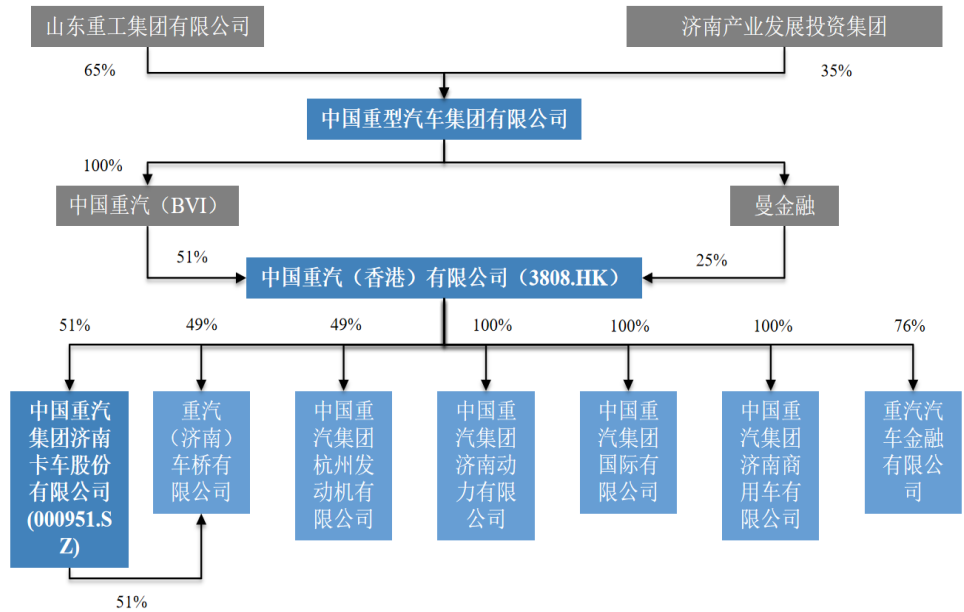 山东重工集团有限公司
济南产业发展投资集团
65%
35%
中国重型汽车集团有限公司
100%
中国重汽（BVI）
曼金融
51%
25%
中国重汽（香港）有限公司（3808.HK）
51%
49%
49%
100%
100%
100%
76%
中国重汽
集团济南
卡车股份
有限公司
(000951.S
Z)
重汽
（济南）
车桥有
限公司
中国重
汽集团
杭州发
动机有
限公司
中国重
汽集团
济南动
力有限
公司
中国重
汽集团
国际有
限公司
中国重
汽集团
济南商
用车有
限公司
重汽汽
车金融
有限公
司
51%